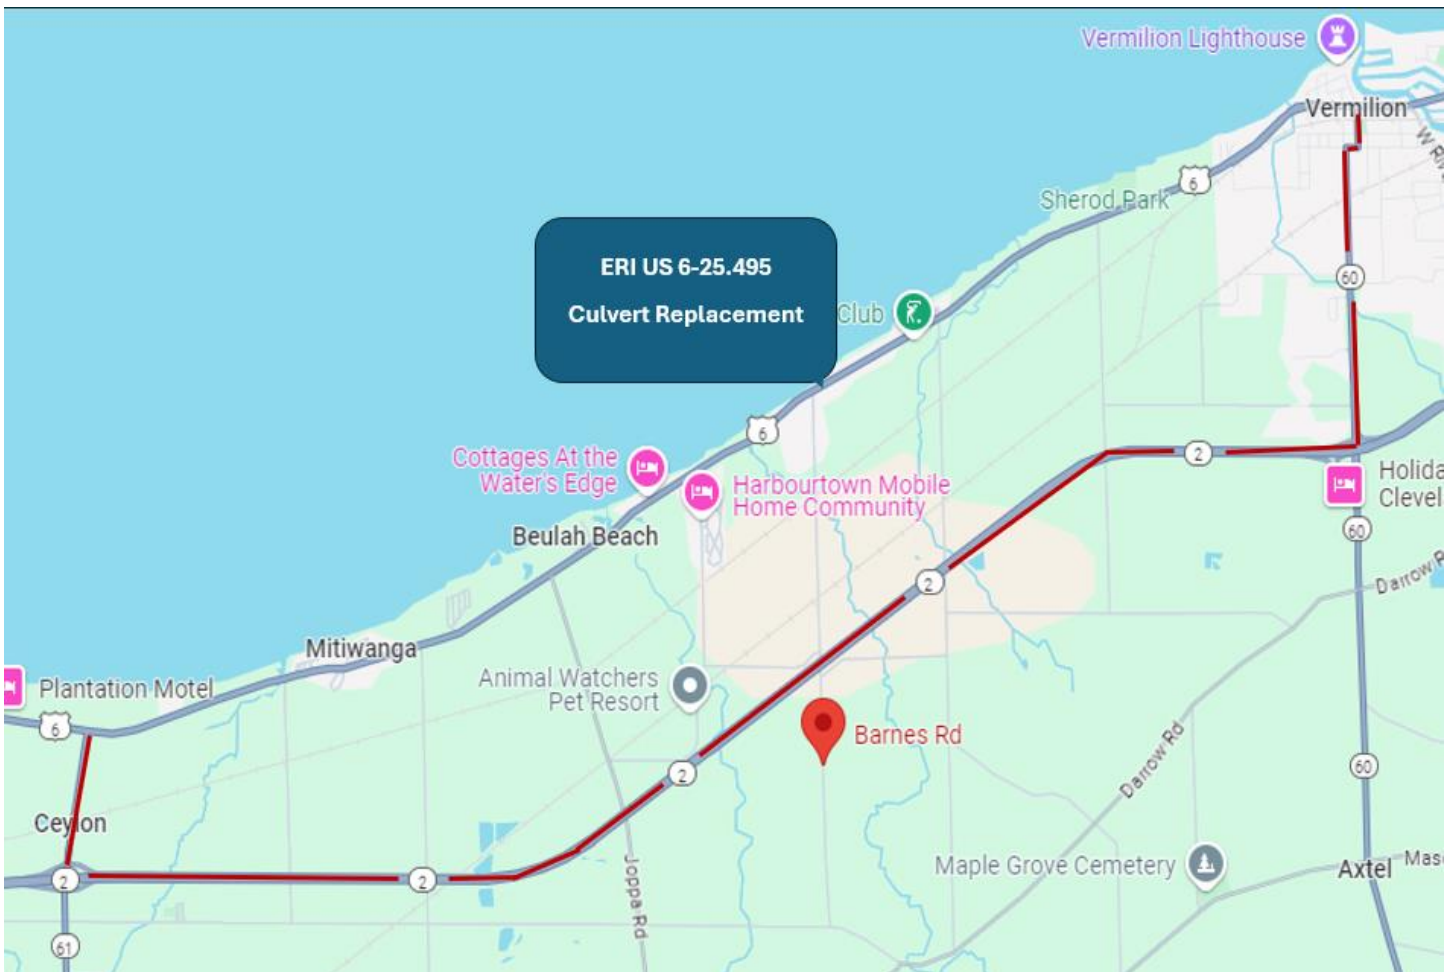 Vermilion Lighthouse
Vermilion
W Riv
6
Sherod Park
ERI US 6-25.495
Culvert Replacement
Club
60
6
Cottages At the
Water's Edge
2
Harbourtown Mobile
Home Community
Holida
Clevel
Beulah Beach
60
Darrow R
2
Mitiwanga
Animal Watchers
Pet Resort
Plantation Motel
6
Barnes Rd
Darrow Rd
2
60
Ceylon
Joppa Rd
Maple Grove Cemetery
Axtel
Mas
2
2
61